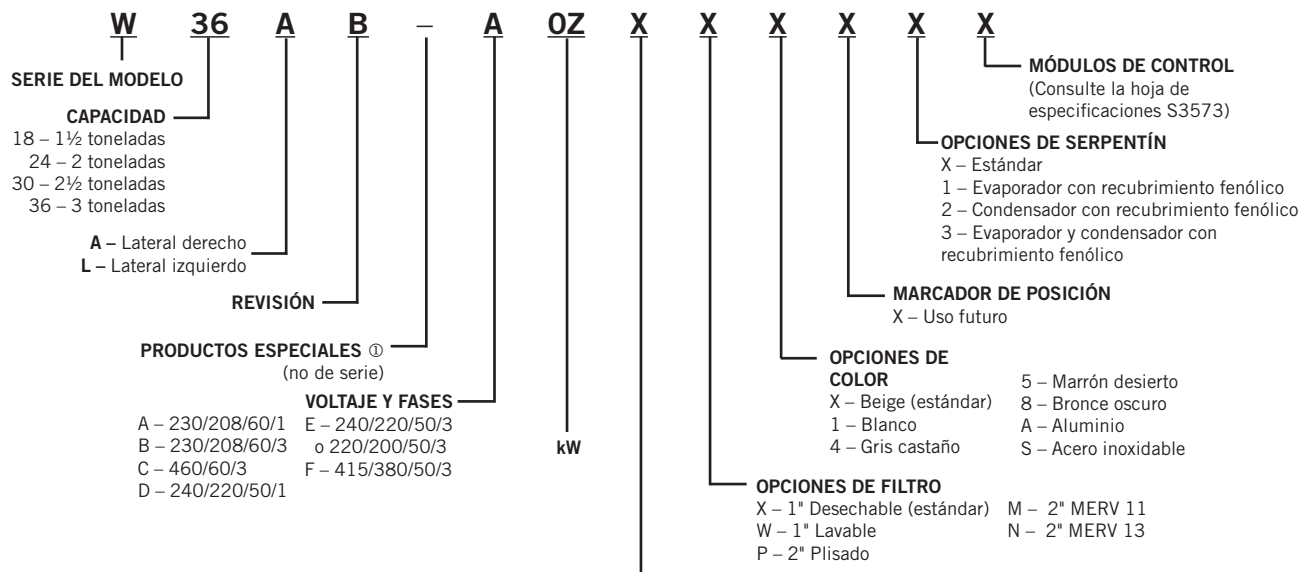 W 36 A B – A 0Z X X X X X X
SERIE DEL MODELO
CAPACIDAD
18 – 1½ toneladas
24 – 2 toneladas
30 – 2½ toneladas
36 – 3 toneladas
A – Lateral derecho
L – Lateral izquierdo
REVISIÓN
PRODUCTOS ESPECIALES ①
(no de serie)
VOLTAJE Y FASES
A – 230/208/60/1
B – 230/208/60/3
C – 460/60/3
D – 240/220/50/1
E – 240/220/50/3
o 220/200/50/3
F – 415/380/50/3
kW
OPCIONES DE FILTRO
X – 1" Desechable (estándar)
W – 1" Lavable
P – 2" Plisado
M – 2" MERV 11
N – 2" MERV 13
OPCIONES DE
COLOR
X – Beige (estándar)
1 – Blanco
4 – Gris castaño
5 – Marrón desierto
8 – Bronce oscuro
A – Aluminio
S – Acero inoxidable
MARCADOR DE POSICIÓN
X – Uso futuro
OPCIONES DE SERPENTÍN
X – Estándar
1 – Evaporador con recubrimiento fenólico
2 – Condensador con recubrimiento fenólico
3 – Evaporador y condensador con
recubrimiento fenólico
MÓDULOS DE CONTROL
(Consulte la hoja de
especificaciones S3573)